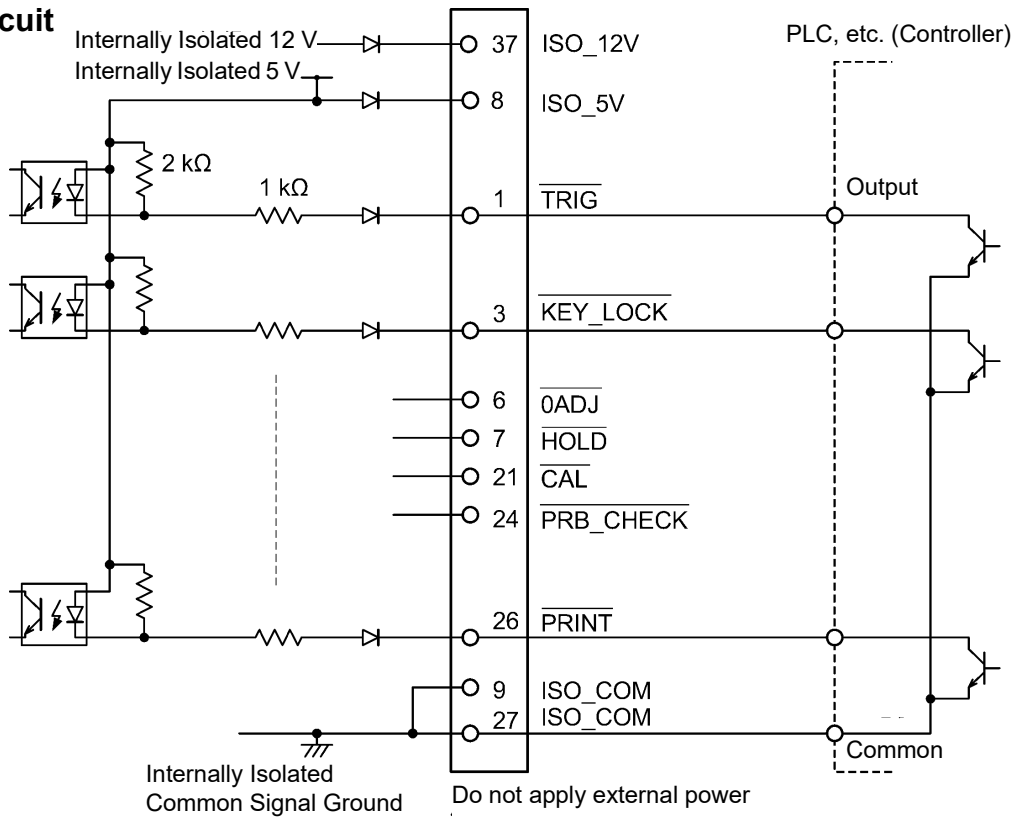 cuit
Internally Isolated 12 V
37 ISO_12V
PLC, etc. (Controller)
Internally Isolated 5 V
8 ISO_5V
2 kΩ
1 kΩ
1 TRIG
Output
3 KEY_LOCK
6 0ADJ
7 HOLD
21 CAL
24 PRB_CHECK
26 PRINT
9 ISO_COM
27 ISO_COM
Common
Internally Isolated
Common Signal Ground
Do not apply external power